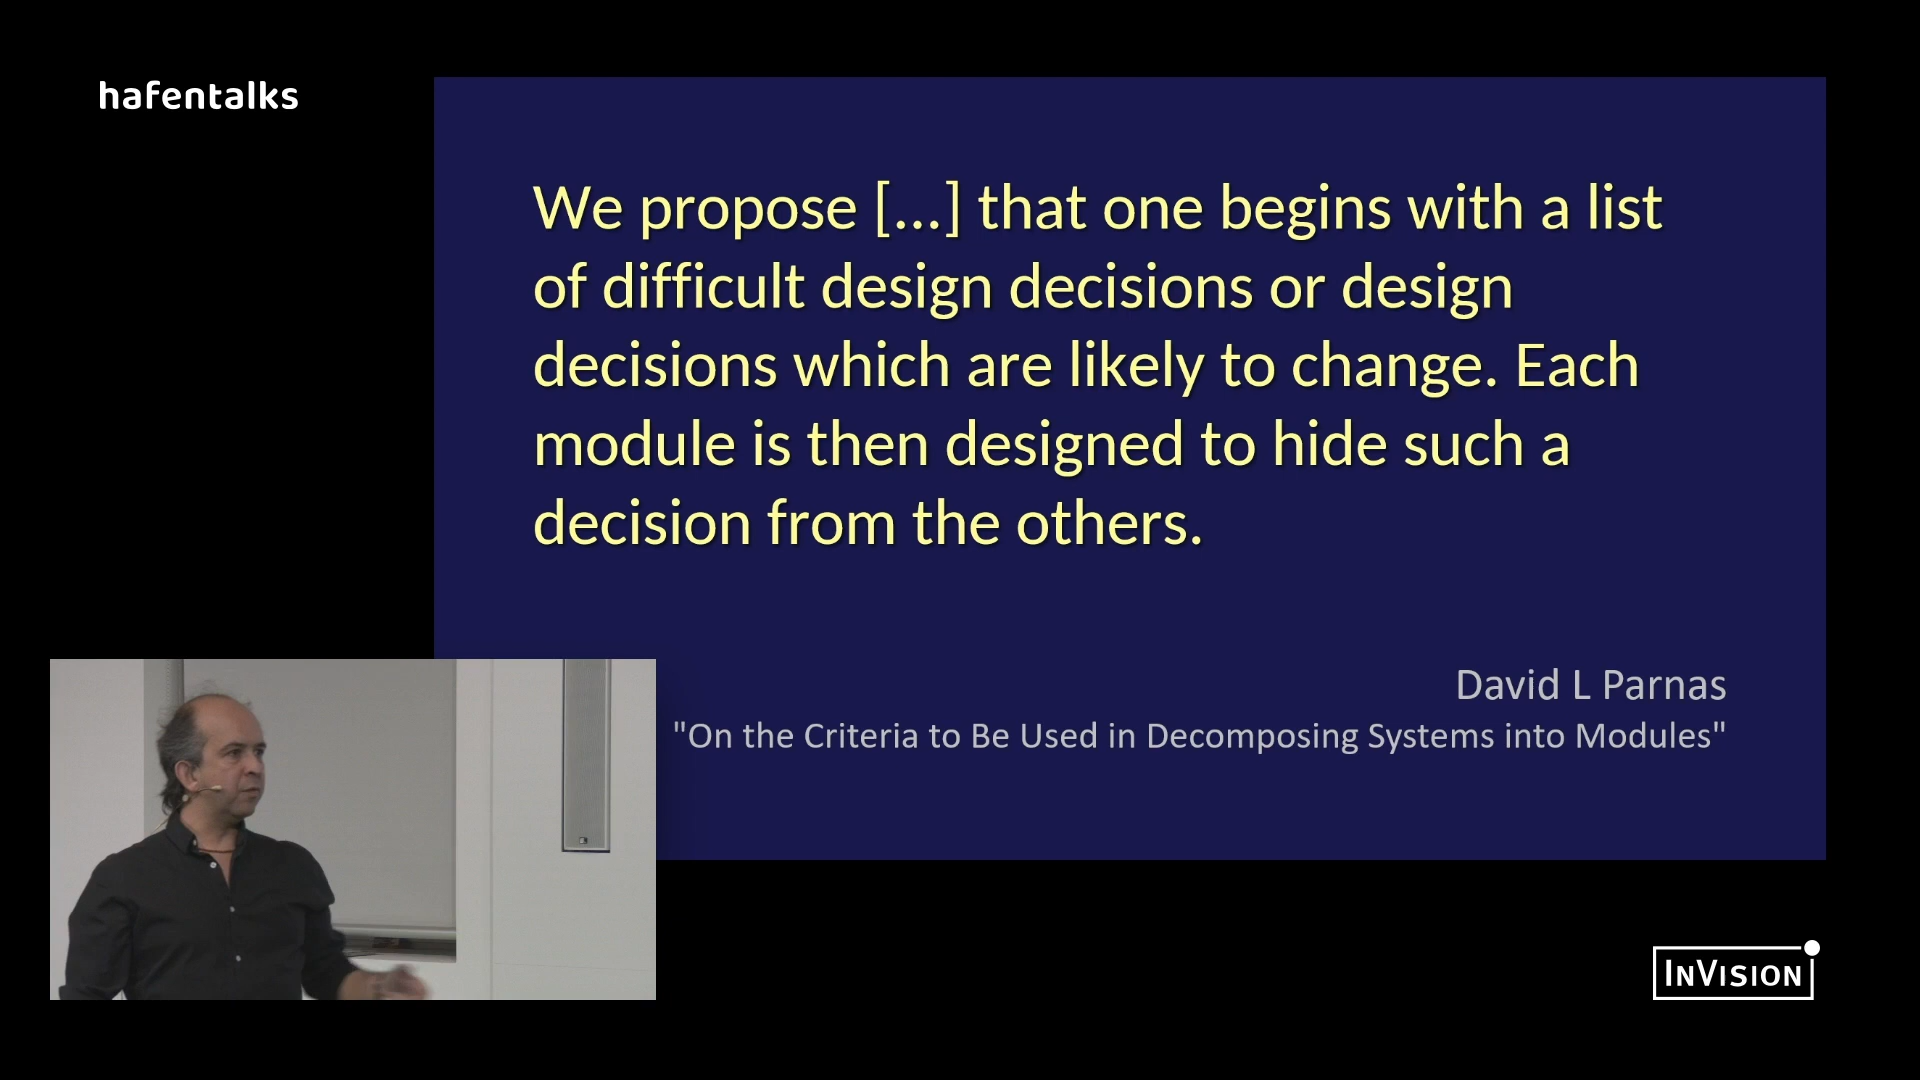 hafentalks
We propose [...] that one begins with a list
of difficult design decisions or design
decisions which are likely to change. Each
module is then designed to hide such a
decision from the others.
David L Parnas
"On the Criteria to Be Used in Decomposing Systems into Modules"
INVISION